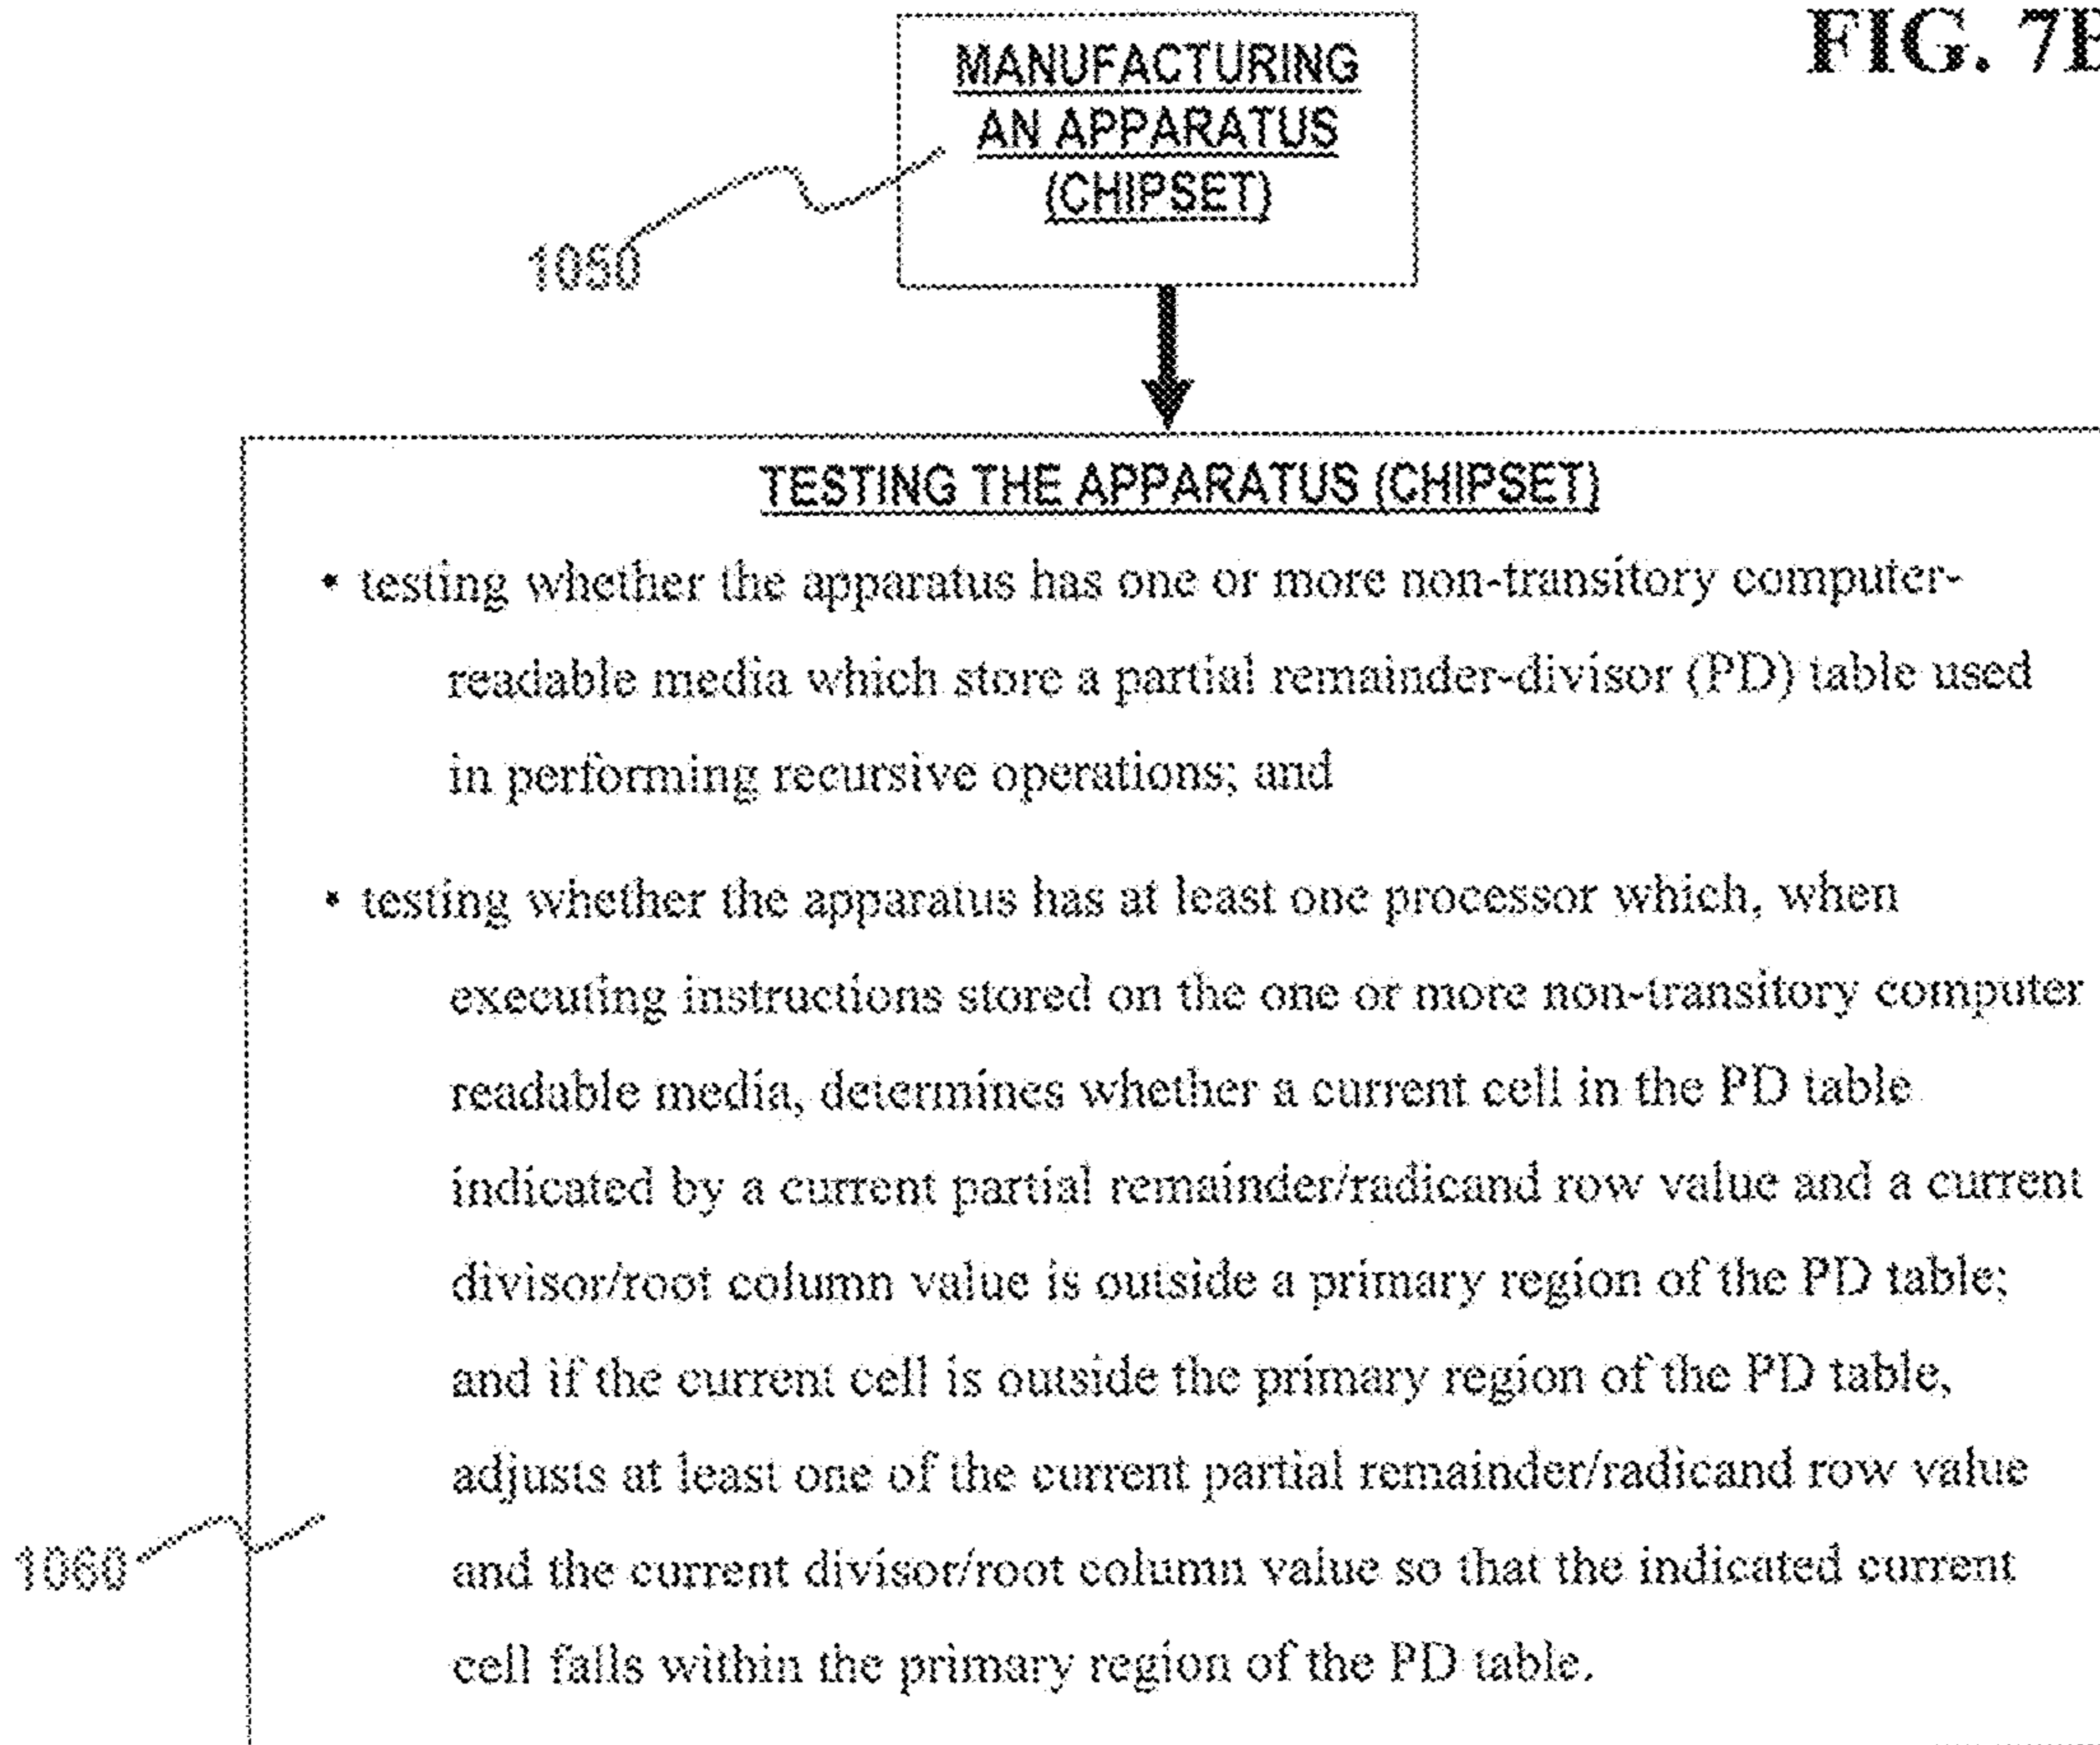 FIG. 7B
MANUFACTURING
AN APPARATUS
(CHIPSET)
1050
TESTING THE APPARATUS (CHIPSET)
• testing whether the apparatus has one or more non-transitory computer-
readable media which store a partial remainder-divisor (PD) table used
in performing recursive operations; and
• testing whether the apparatus has at least one processor which, when
executing instructions stored on the one or more non-transitory computer
readable media, determines whether a current cell in the PD table
indicated by a current partial remainder/radicand row value and a current
divisor/root column value is outside a primary region of the PD table;
and if the current cell is outside the primary region of the PD table,
adjusts at least one of the current partial remainder/radicand row value
and the current divisor/root column value so that the indicated current
cell falls within the primary region of the PD table.
1060